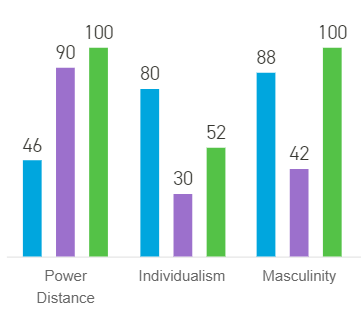 46 90 100
80 30 52
88 42 100
Power
Distance
Individualism
Masculinity